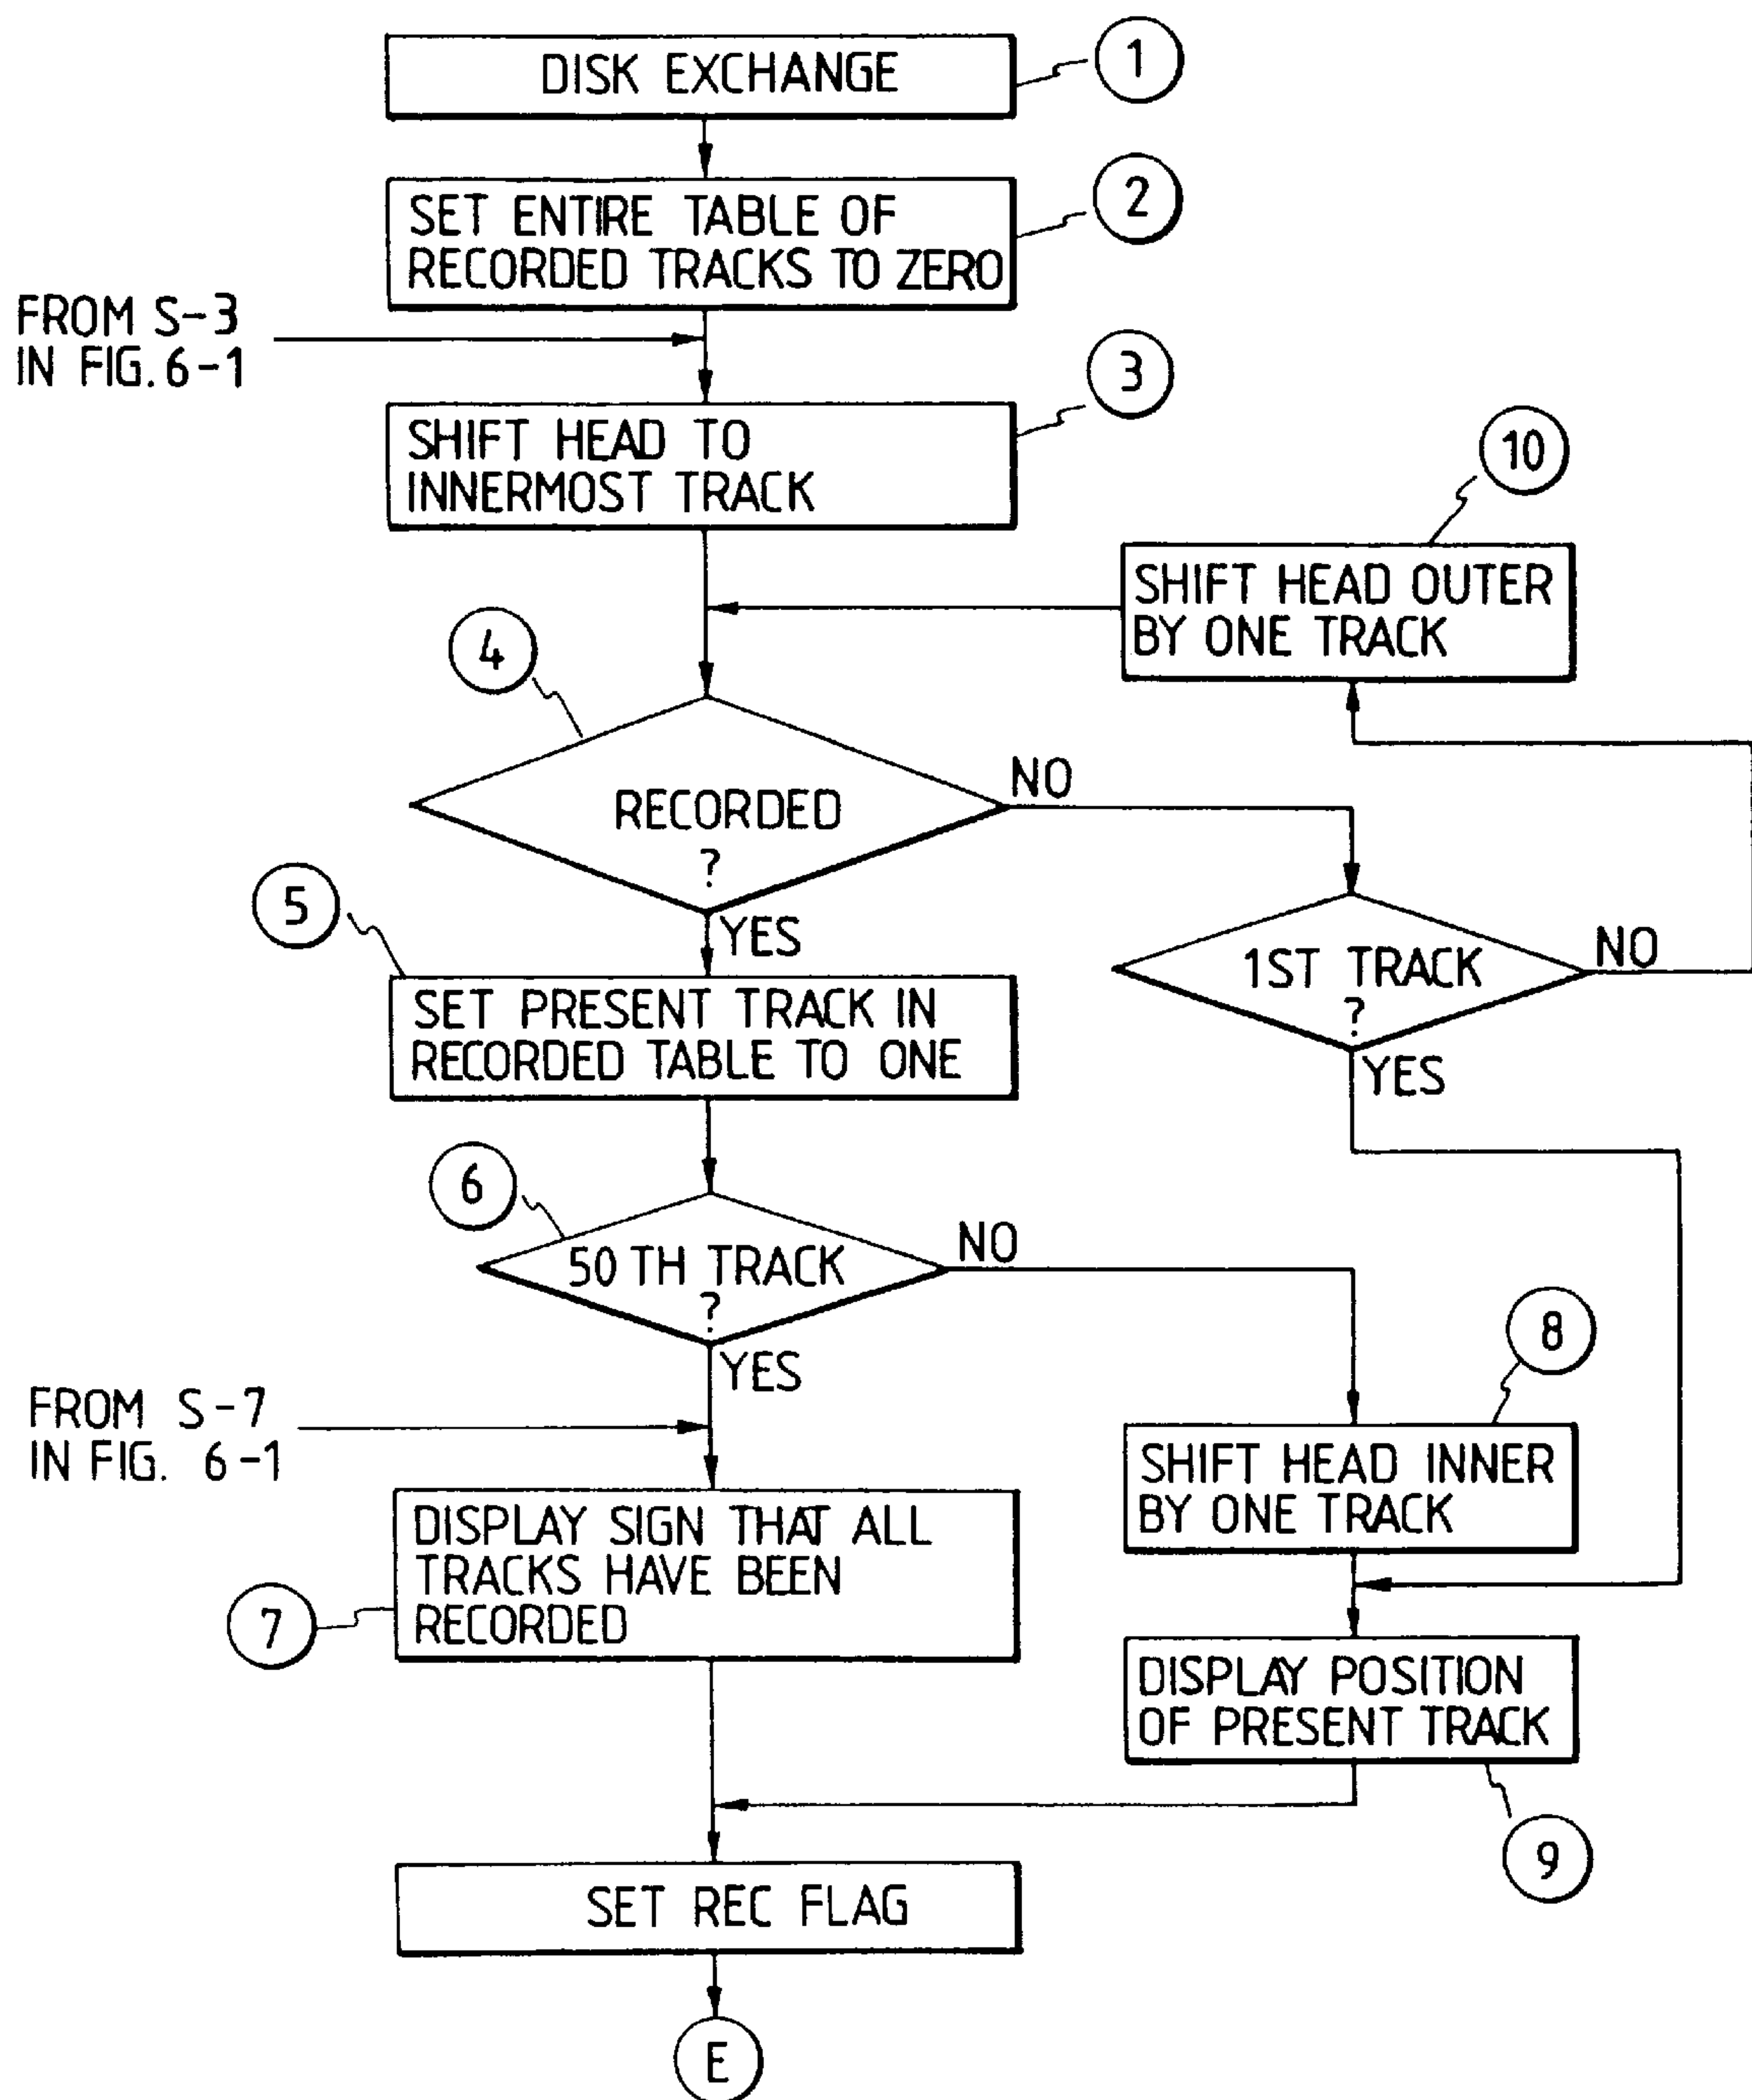 DISK EXCHANGE
1
SET ENTIRE TABLE OF
RECORDED TRACKS TO ZERO
2
FROM S-3
IN FIG. 6-1
SHIFT HEAD TO
INNERMOST TRACK
3
10
SHIFT HEAD OUTER
BY ONE TRACK
4
RECORDED
?
NO
YES
5
1ST TRACK
?
NO
YES
SET PRESENT TRACK IN
RECORDED TABLE TO ONE
6
50 TH TRACK
?
NO
YES
8
FROM S-7
IN FIG. 6-1
SHIFT HEAD INNER
BY ONE TRACK
DISPLAY SIGN THAT ALL
TRACKS HAVE BEEN
RECORDED
7
DISPLAY POSITION
OF PRESENT TRACK
9
SET REC FLAG
E